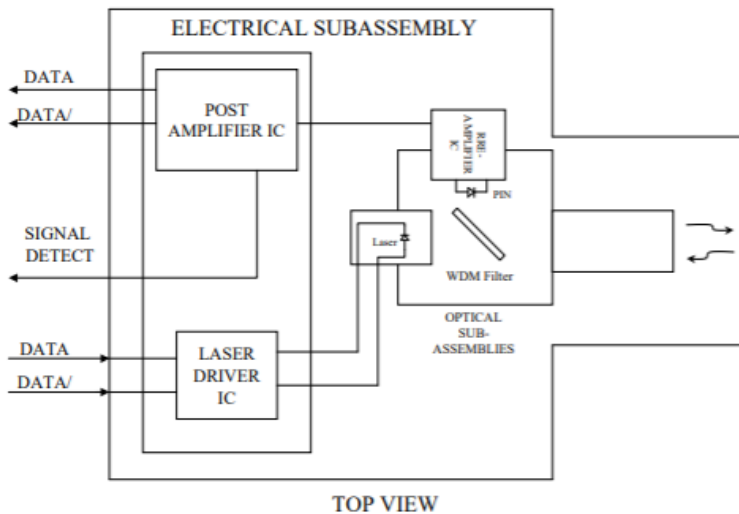 ELECTRICAL SUBASSEMBLY
DATA
DATA/
POST
AMPLIFIER IC
RRE-
AMPLIFIER
IC
PIN
SIGNAL
DETECT
Laser
WDM Filter
OPTICAL
SUB-
ASSEMBLIES
DATA
DATA/
LASER
DRIVER
IC
TOP VIEW